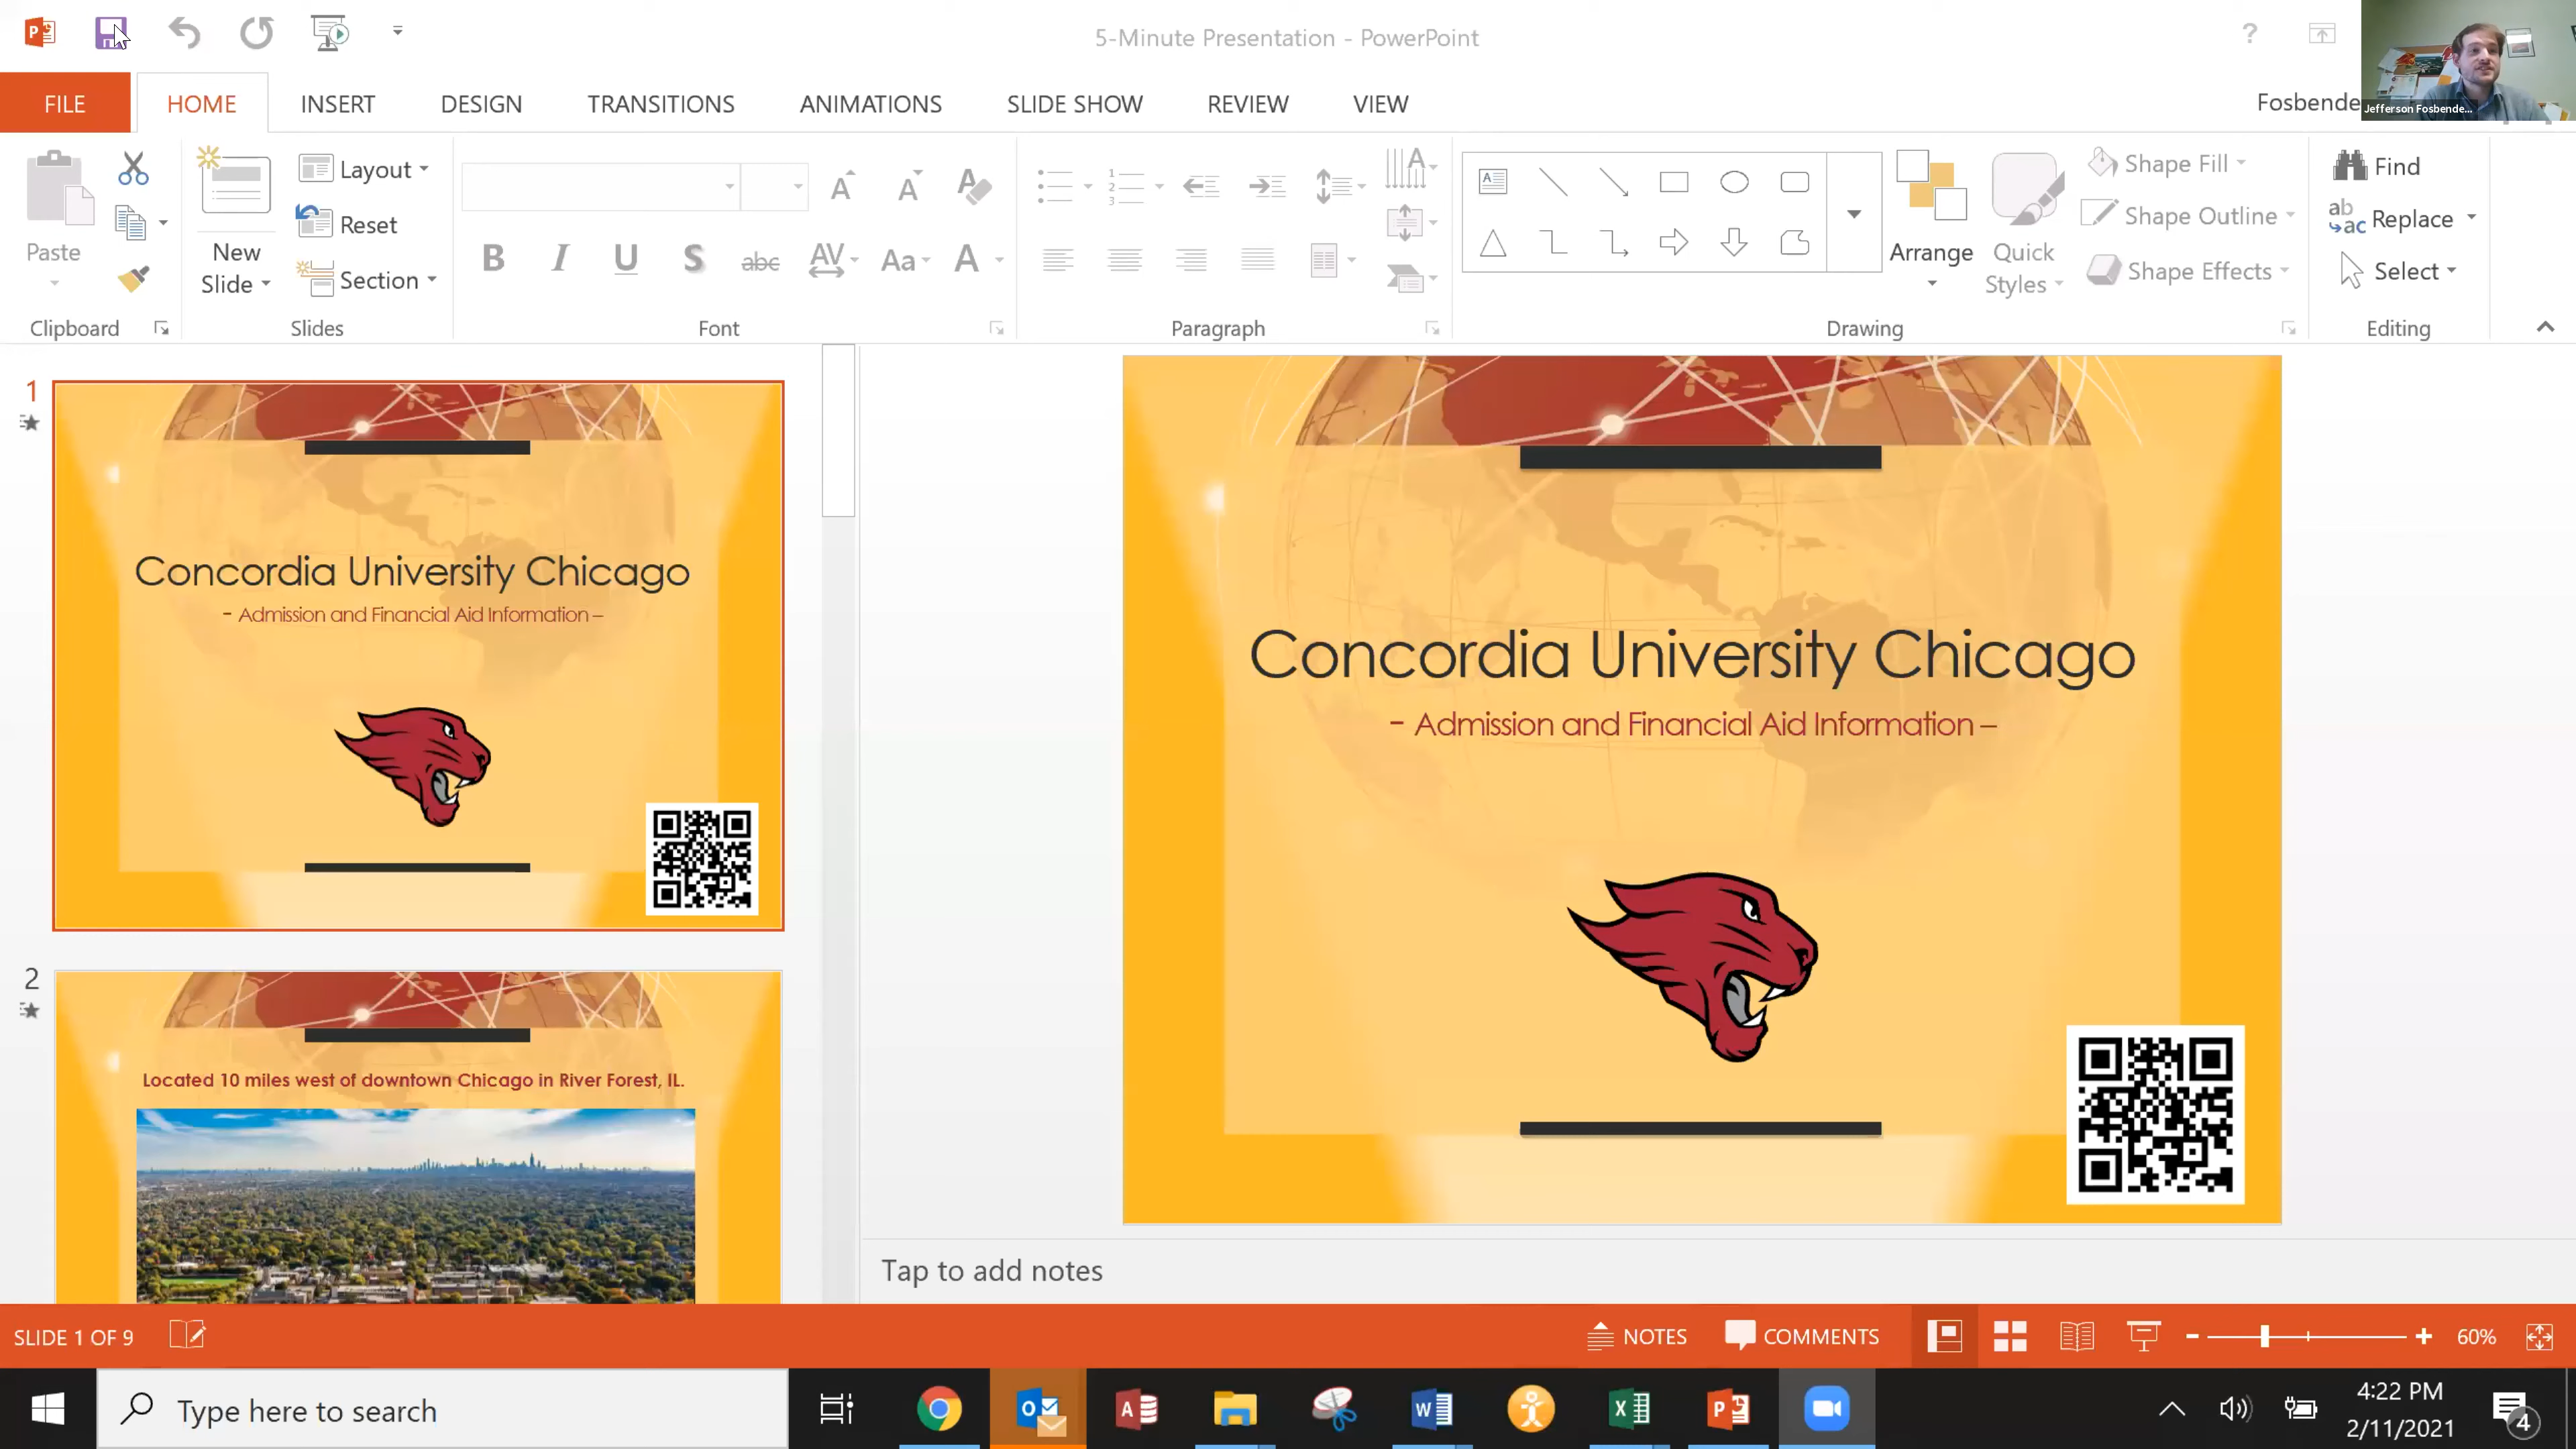 5-Minute Presentation - PowerPoint
?
FILE
HOME
INSERT
DESIGN
TRANSITIONS
ANIMATIONS
SLIDE SHOW
REVIEW
VIEW
Fosbende
Jefferson Fosbende...
Paste
Clipboard
New
Slide
Layout
Reset
Section
Slides
B I U S abc AV Aa A
Font
Paragraph
Arrange
Quick
Styles
Shape Fill
Shape Outline
Shape Effects
Drawing
Find
Replace
Select
Editing
1
Concordia University Chicago
- Admission and Financial Aid Information –
2
Located 10 miles west of downtown Chicago in River Forest, IL.
Concordia University Chicago
- Admission and Financial Aid Information –
Tap to add notes
SLIDE 1 OF 9
NOTES
COMMENTS
60%
Type here to search
4:22 PM
2/11/2021
4